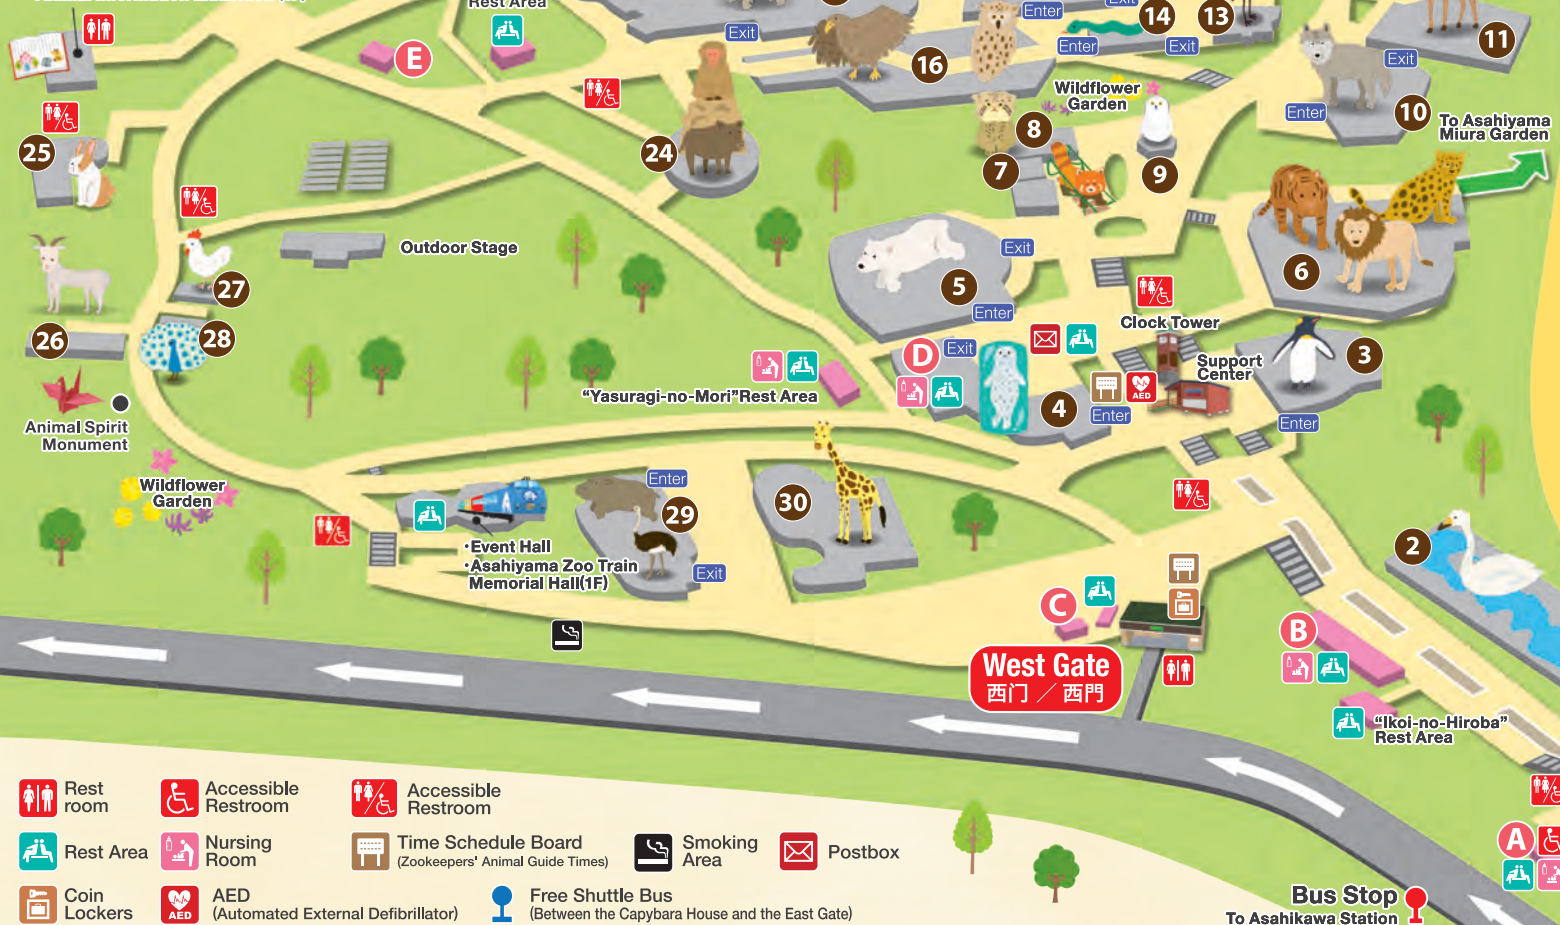 Rest Area
Exit
Enter
Exit
14
13
11
E
16
Enter
Exit
Exit
Wildflower
Garden
Enter
10
To Asahiyama
Miura Garden
25
24
8
7
9
Outdoor Stage
Exit
6
27
5
Enter
26
28
Clock Tower
D
Exit
Support
Center
3
"Yasuragi-no-Mori"Rest Area
AED
4
Enter
Enter
Animal Spirit
Monument
Wildflower
Garden
Enter
29
30
・Event Hall
・Asahiyama Zoo Train
Memorial Hall(1F)
Exit
2
C
B
West Gate
西门 ／ 西門
"Ikoi-no-Hiroba"
Rest Area
A
Rest
room
Accessible
Restroom
Accessible
Restroom
Rest Area
Nursing
Room
Time Schedule Board
(Zookeepers' Animal Guide Times)
Smoking
Area
Postbox
Coin
Lockers
AED
AED
(Automated External Defibrillator)
Free Shuttle Bus
(Between the Capybara House and the East Gate)
Bus Stop
To Asahikawa Station